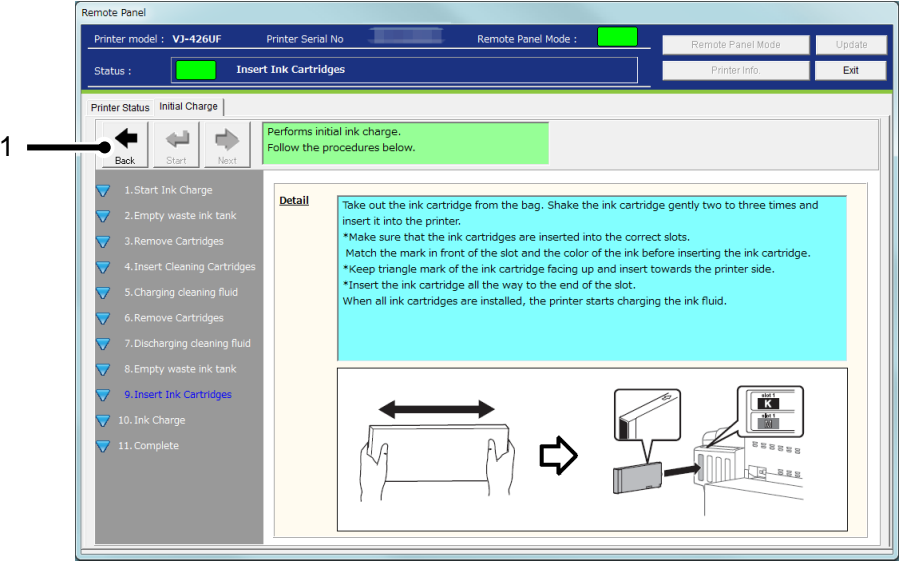 Remote Panel
Printer model : VJ-426UF Printer Serial No Remote Panel Mode :
Remote Panel Mode Update
Status : Insert Ink Cartridges
Printer Info. Exit
Printer Status Initial Charge
1
Back Start Next
Performs initial ink charge.
Follow the procedures below.
1.Start Ink Charge
2.Empty waste ink tank
3.Remove Cartridges
4.Insert Cleaning Cartridges
5.Charging cleaning fluid
6.Remove Cartridges
7.Discharging cleaning fluid
8.Empty waste ink tank
9.Insert Ink Cartridges
10.Ink Charge
11.Complete
Detail
Take out the ink cartridge from the bag. Shake the ink cartridge gently two to three times and
insert it into the printer.
*Make sure that the ink cartridges are inserted into the correct slots.
Match the mark in front of the slot and the color of the ink before inserting the ink cartridge.
*Keep triangle mark of the ink cartridge facing up and insert towards the printer side.
*Insert the ink cartridge all the way to the end of the slot.
When all ink cartridges are installed, the printer starts charging the ink fluid.
slot 1
K
slot 1